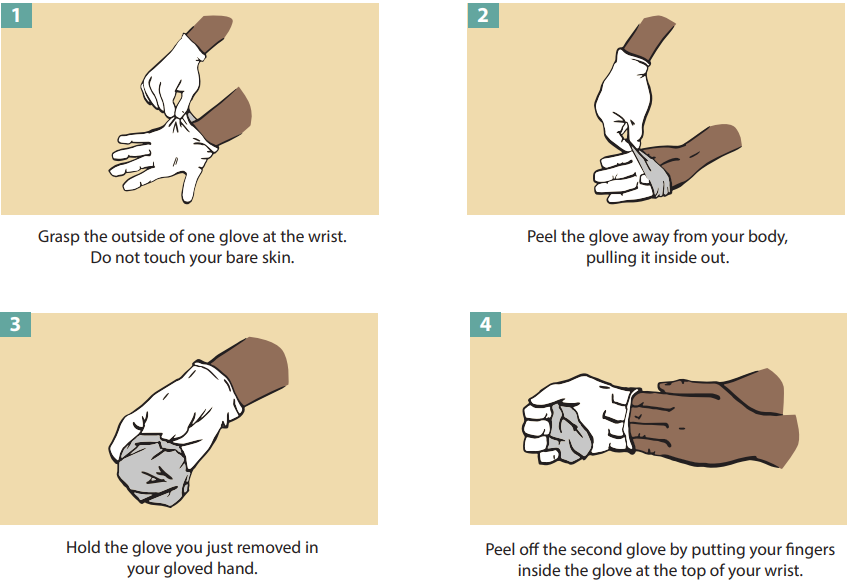 1
Grasp the outside of one glove at the wrist.
Do not touch your bare skin.
2
Peel the glove away from your body,
pulling it inside out.
3
Hold the glove you just removed in
your gloved hand.
4
Peel off the second glove by putting your fingers
inside the glove at the top of your wrist.